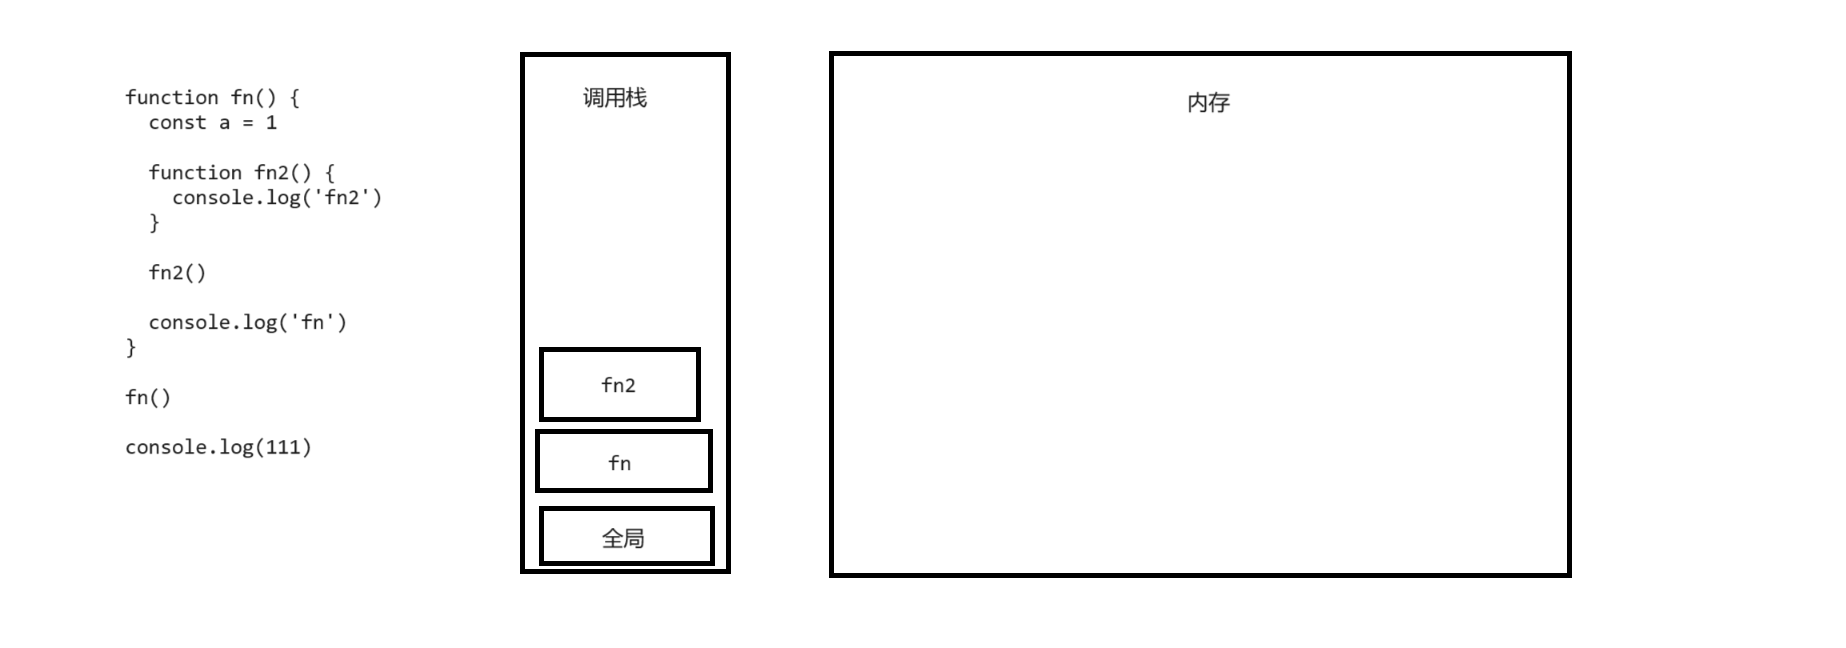 function fn() {
  const a = 1
  function fn2() {
    console.log('fn2')
  }
  fn2()
  console.log('fn')
}
fn()
console.log(111)
调用栈
fn2
fn
全局
内存